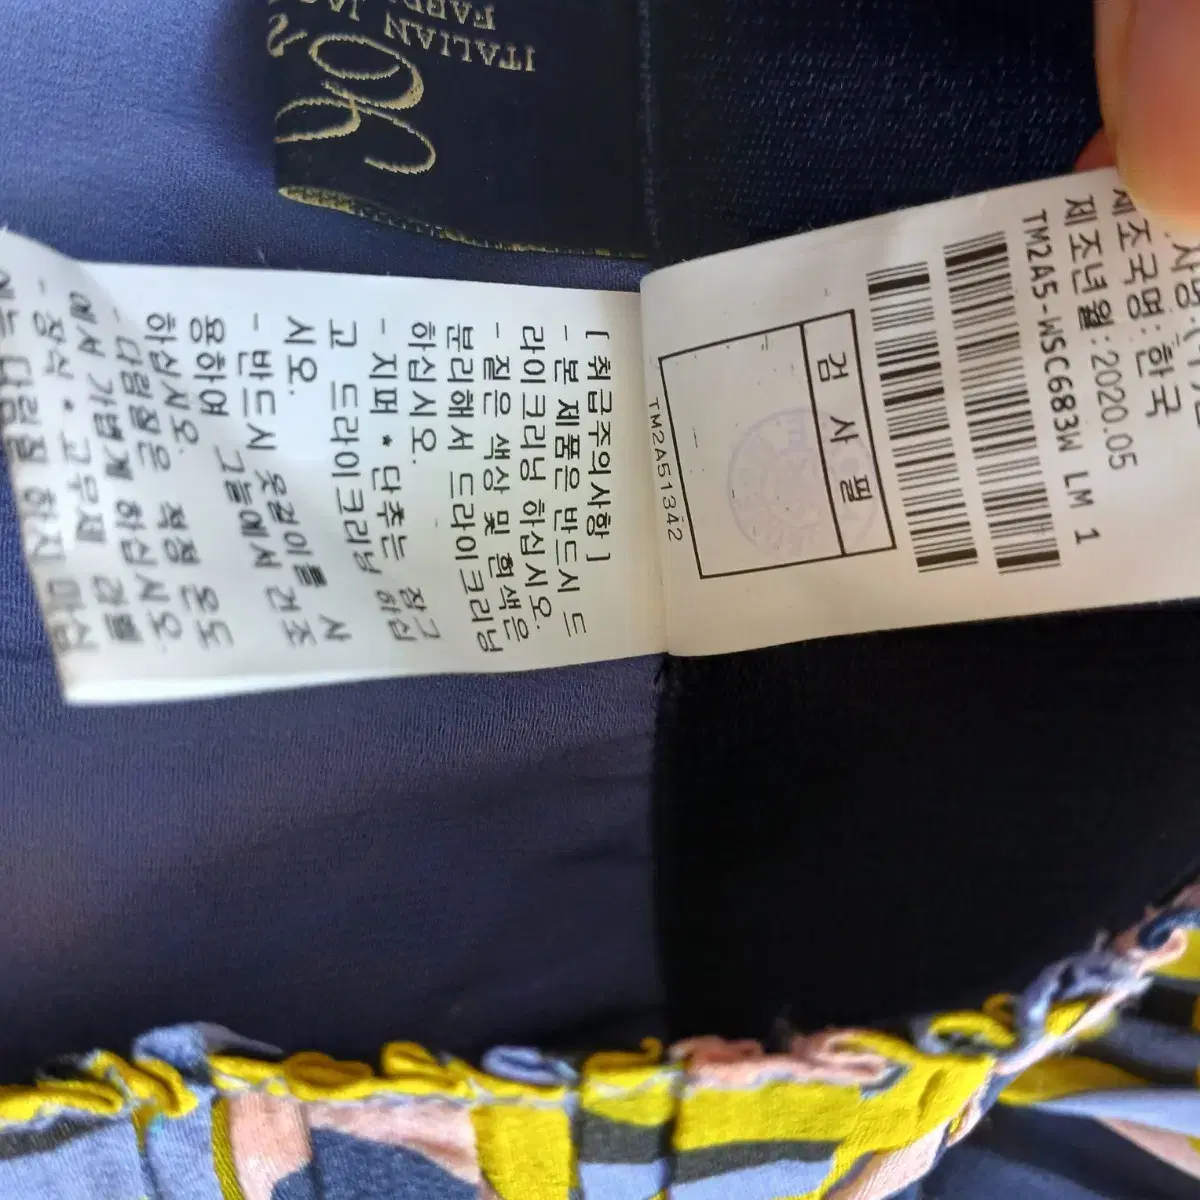 ITALIAN
제조국명: 한국
제조년월:2020.05
TM2A5-WSC683W LM 1
검 사 필
TM2A51342
[ 취급주의사항 ]
- 본 제품은 반드시 드
라이크리닝 하십시오.
- 짙은 색상 및 흰색은
분리해서 드라이크리닝
하십시오.
- 지퍼 * 단추는 잠그
고 드라이크리닝 하십
시오.
- 반드시 옷걸이를 사
용하여 그늘에서 건조
하십시오.
- 다림질은 적정 온도
에서 가볍게 하십시오.
- 장식 * 고무제
에는 다림질 하지 마십